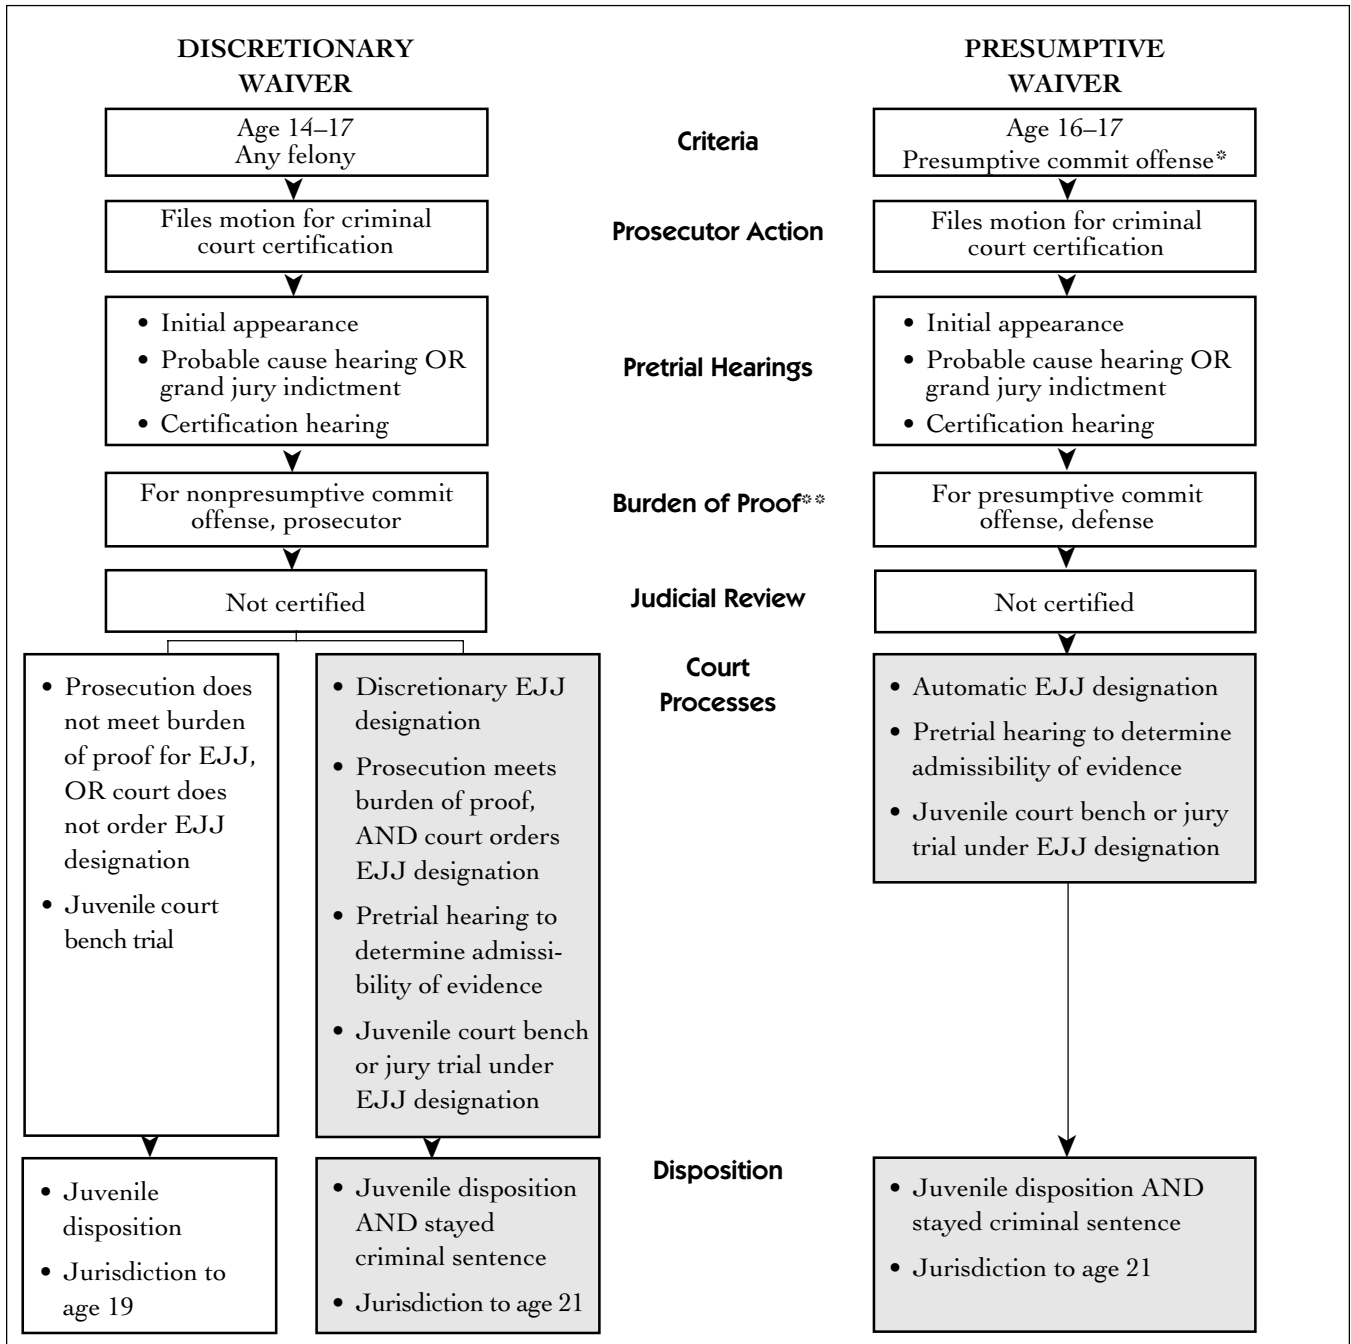 DISCRETIONARY
WAIVER
Age 14–17
Any felony
Files motion for criminal
court certification
• Initial appearance
• Probable cause hearing OR
grand jury indictment
• Certification hearing
For nonpresumptive commit
offense, prosecutor
Not certified
• Prosecution does
not meet burden
of proof for EJJ,
OR court does
not order EJJ
designation
• Juvenile court
bench trial
• Juvenile
disposition
• Jurisdiction to
age 19
• Discretionary EJJ
designation
• Prosecution meets
burden of proof,
AND court orders
EJJ designation
• Pretrial hearing to
determine admissi-
bility of evidence
• Juvenile court bench
or jury trial under
EJJ designation
• Juvenile disposition
AND stayed
criminal sentence
• Jurisdiction to age 21
Criteria
Prosecutor Action
Pretrial Hearings
Burden of Proof**
Judicial Review
Court
Processes
Disposition
PRESUMPTIVE
WAIVER
Age 16–17
Presumptive commit offense*
Files motion for criminal
court certification
• Initial appearance
• Probable cause hearing OR
grand jury indictment
• Certification hearing
For presumptive commit
offense, defense
Not certified
• Automatic EJJ designation
• Pretrial hearing to determine
admissibility of evidence
• Juvenile court bench or jury
trial under EJJ designation
• Juvenile disposition AND
stayed criminal sentence
• Jurisdiction to age 21